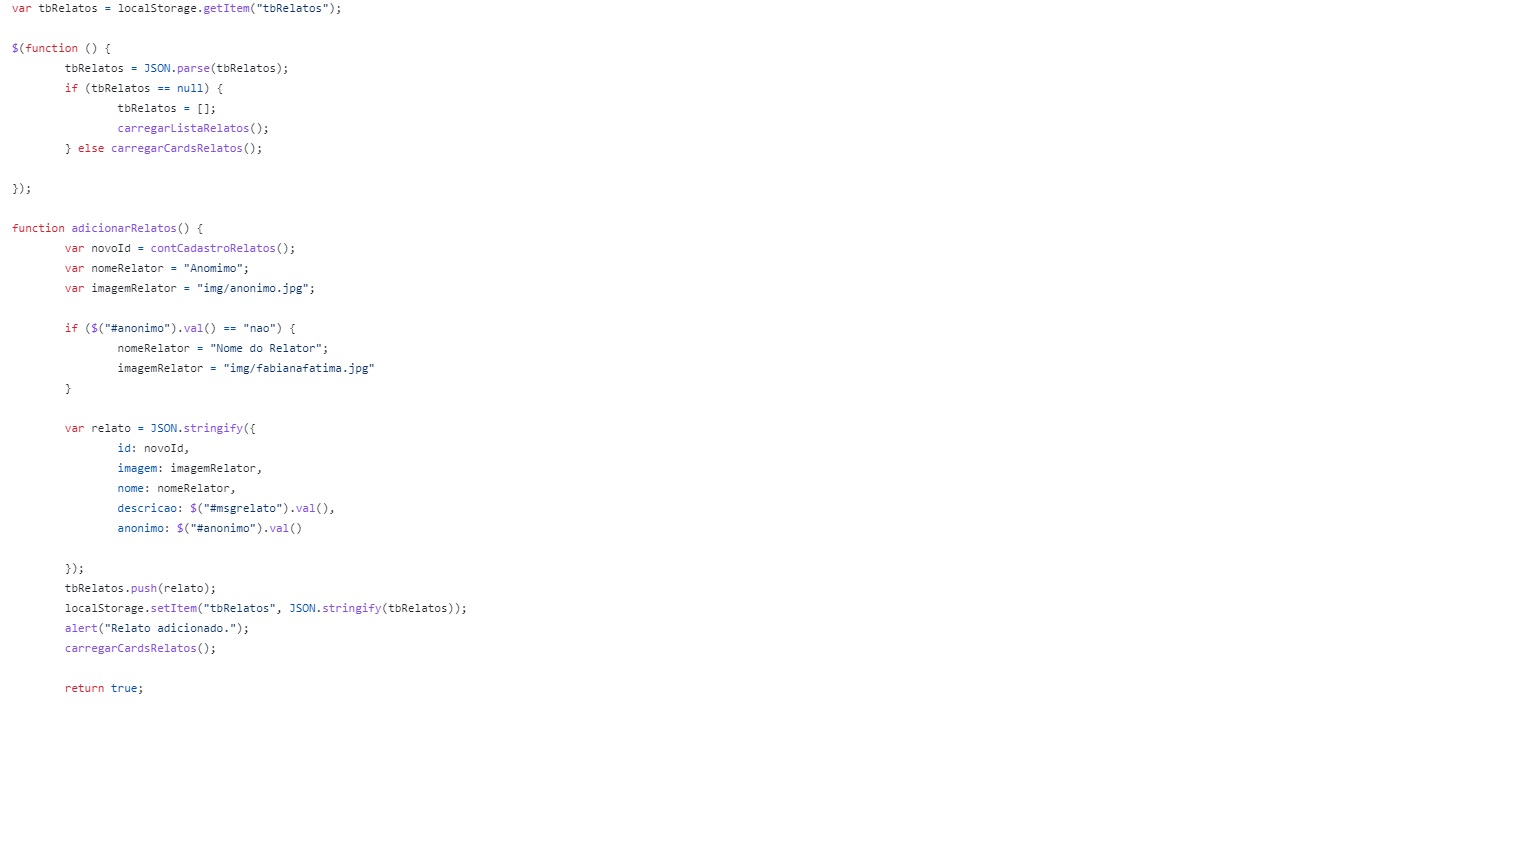 var tbRelatos = localStorage.getItem("tbRelatos");
$(function () {
tbRelatos = JSON.parse(tbRelatos);
if (tbRelatos == null) {
tbRelatos = [];
carregarListaRelatos();
} else carregarCardsRelatos();
});
function adicionarRelatos() {
var novoId = contCadastroRelatos();
var nomeRelator = "Anomimo";
var imagemRelator = "img/anonimo.jpg";
if ($("#anonimo").val() == "nao") {
nomeRelator = "Nome do Relator";
imagemRelator = "img/fabianafatima.jpg"
}
var relato = JSON.stringify({
id: novoId,
imagem: imagemRelator,
nome: nomeRelator,
descricao: $("#msgrelato").val(),
anonimo: $("#anonimo").val()
});
tbRelatos.push(relato);
localStorage.setItem("tbRelatos", JSON.stringify(tbRelatos));
alert("Relato adicionado.");
carregarCardsRelatos();
return true;